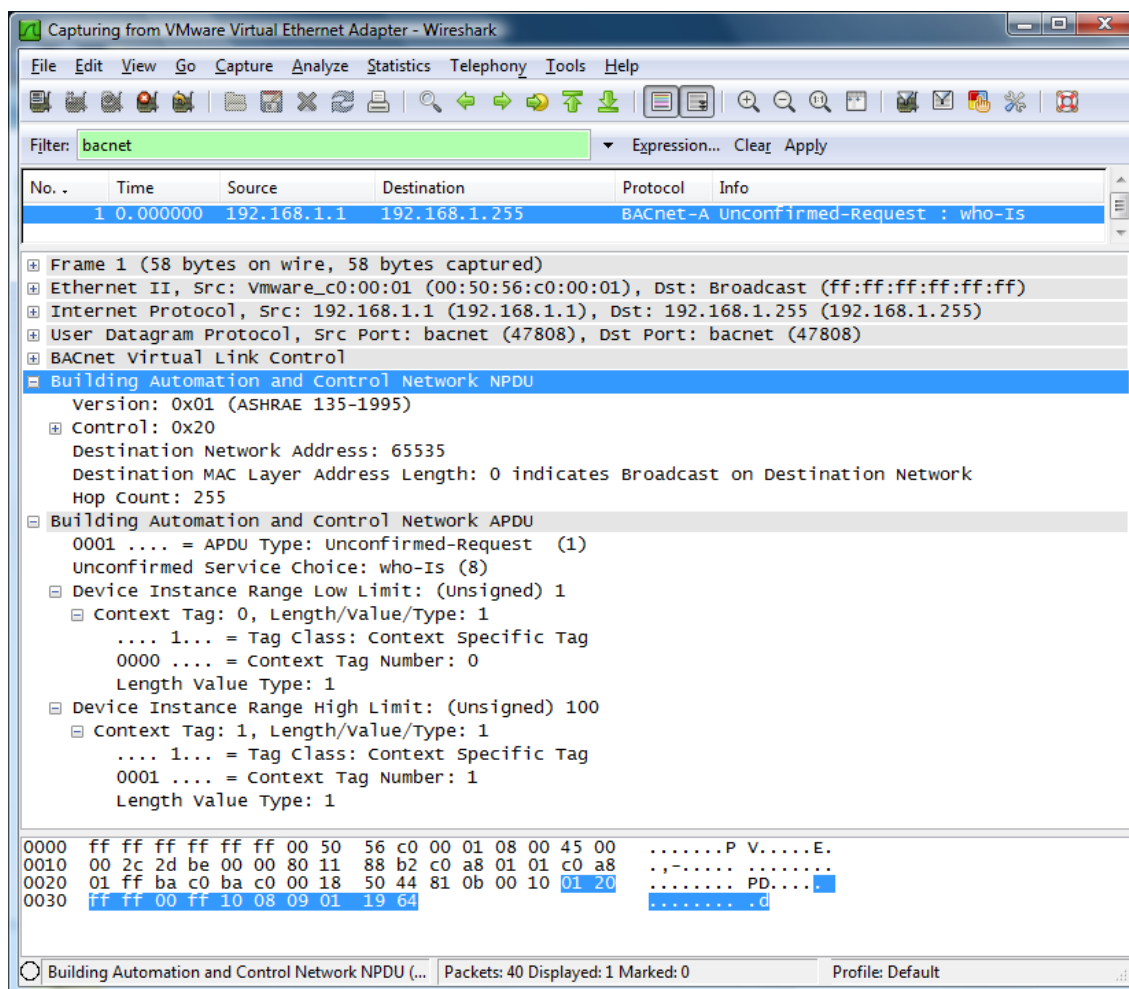 Capturing from VMware Virtual Ethernet Adapter - Wireshark
File Edit View Go Capture Analyze Statistics Telephony Tools Help
Filter: bacnet Expression... Clear Apply
No. . Time Source Destination Protocol Info
1 0.000000 192.168.1.1 192.168.1.255 BACnet-A Unconfirmed-Request : who-Is
Frame 1 (58 bytes on wire, 58 bytes captured)
Ethernet II, Src: Vmware_c0:00:01 (00:50:56:c0:00:01), Dst: Broadcast (ff:ff:ff:ff:ff:ff)
Internet Protocol, Src: 192.168.1.1 (192.168.1.1), Dst: 192.168.1.255 (192.168.1.255)
User Datagram Protocol, Src Port: bacnet (47808), Dst Port: bacnet (47808)
BACnet Virtual Link Control
Building Automation and Control Network NPDU
Version: 0x01 (ASHRAE 135-1995)
Control: 0x20
Destination Network Address: 65535
Destination MAC Layer Address Length: 0 indicates Broadcast on Destination Network
Hop Count: 255
Building Automation and Control Network APDU
0001 .... = APDU Type: Unconfirmed-Request (1)
Unconfirmed Service Choice: who-Is (8)
Device Instance Range Low Limit: (Unsigned) 1
Context Tag: 0, Length/Value/Type: 1
.... 1... = Tag Class: Context Specific Tag
0000 .... = Context Tag Number: 0
Length Value Type: 1
Device Instance Range High Limit: (Unsigned) 100
Context Tag: 1, Length/Value/Type: 1
.... 1... = Tag Class: Context Specific Tag
0001 .... = Context Tag Number: 1
Length Value Type: 1
0000 ff ff ff ff ff ff 00 50 56 c0 00 01 08 00 45 00 .......P V.....E.
0010 00 2c 2d be 00 00 80 11 88 b2 c0 a8 01 01 c0 a8 .,-..... ........
0020 01 ff ba c0 ba c0 00 18 50 44 81 0b 00 10 01 20 ........ PD..... 
0030 ff ff 00 ff 10 08 09 01 19 64 ........ .d
Building Automation and Control Network NPDU (... Packets: 40 Displayed: 1 Marked: 0 Profile: Default